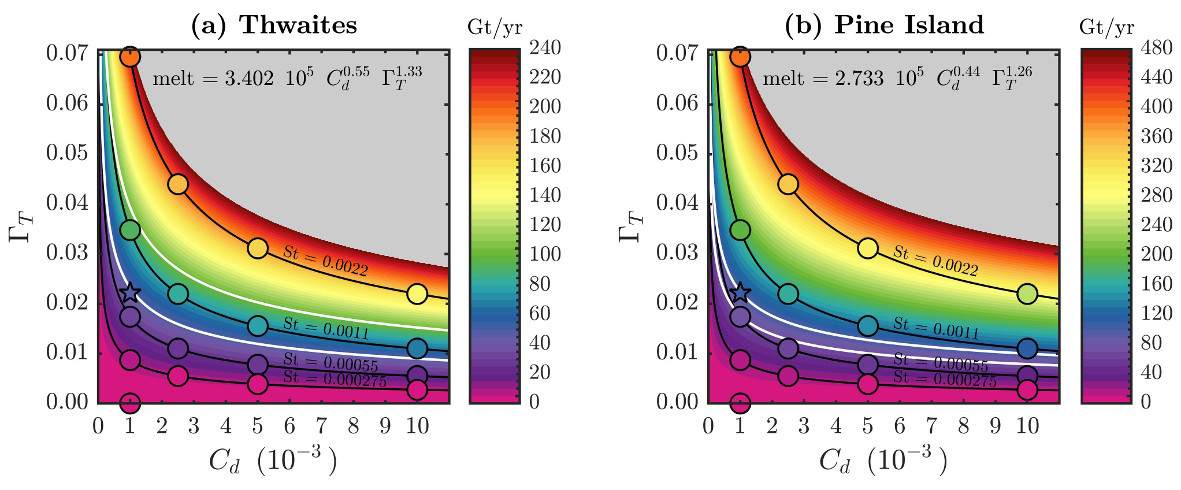 (a) Thwaites
Gt/yr
melt = 3.402 10^5 C_d^0.55 Γ_T^1.33
0.07
0.06
0.05
0.04
0.03
0.02
0.01
0.00
Γ_T
St = 0.0022
St = 0.0011
St = 0.00055
St = 0.000275
0 1 2 3 4 5 6 7 8 9 10
C_d (10^-3)
240
220
200
180
160
140
120
100
80
60
40
20
0
(b) Pine Island
Gt/yr
melt = 2.733 10^5 C_d^0.44 Γ_T^1.26
0.07
0.06
0.05
0.04
0.03
0.02
0.01
0.00
Γ_T
St = 0.0022
St = 0.0011
St = 0.00055
St = 0.000275
0 1 2 3 4 5 6 7 8 9 10
C_d (10^-3)
480
440
400
360
320
280
240
200
160
120
80
40
0